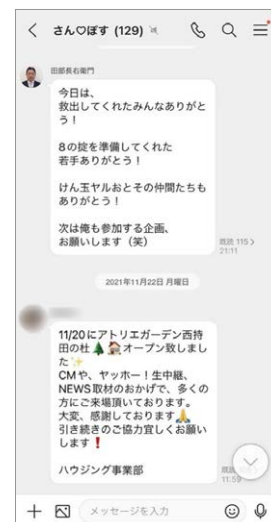 さん♡ぽす (129)
田部長右衛門
今日は、
救出してくれたみんなありがと
う！
8の掟を準備してくれた
若手ありがとう！
けん玉ヤルおとその仲間たちも
ありがとう！
次は俺も参加する企画、
お願いします（笑）
既読 115
21:11
2021年11月22日 月曜日
11/20にアトリエガーデン西持
田の杜🌲🏠オープン致しまし
た✨
CMや、ヤッホー！生中継、
NEWS取材のおかげで、多くの
方にご来場頂いております。
大変、感謝しております🙏
引き続きのご協力宜しくお願い
します❗
ハウジング事業部
11:59
メッセージを入力